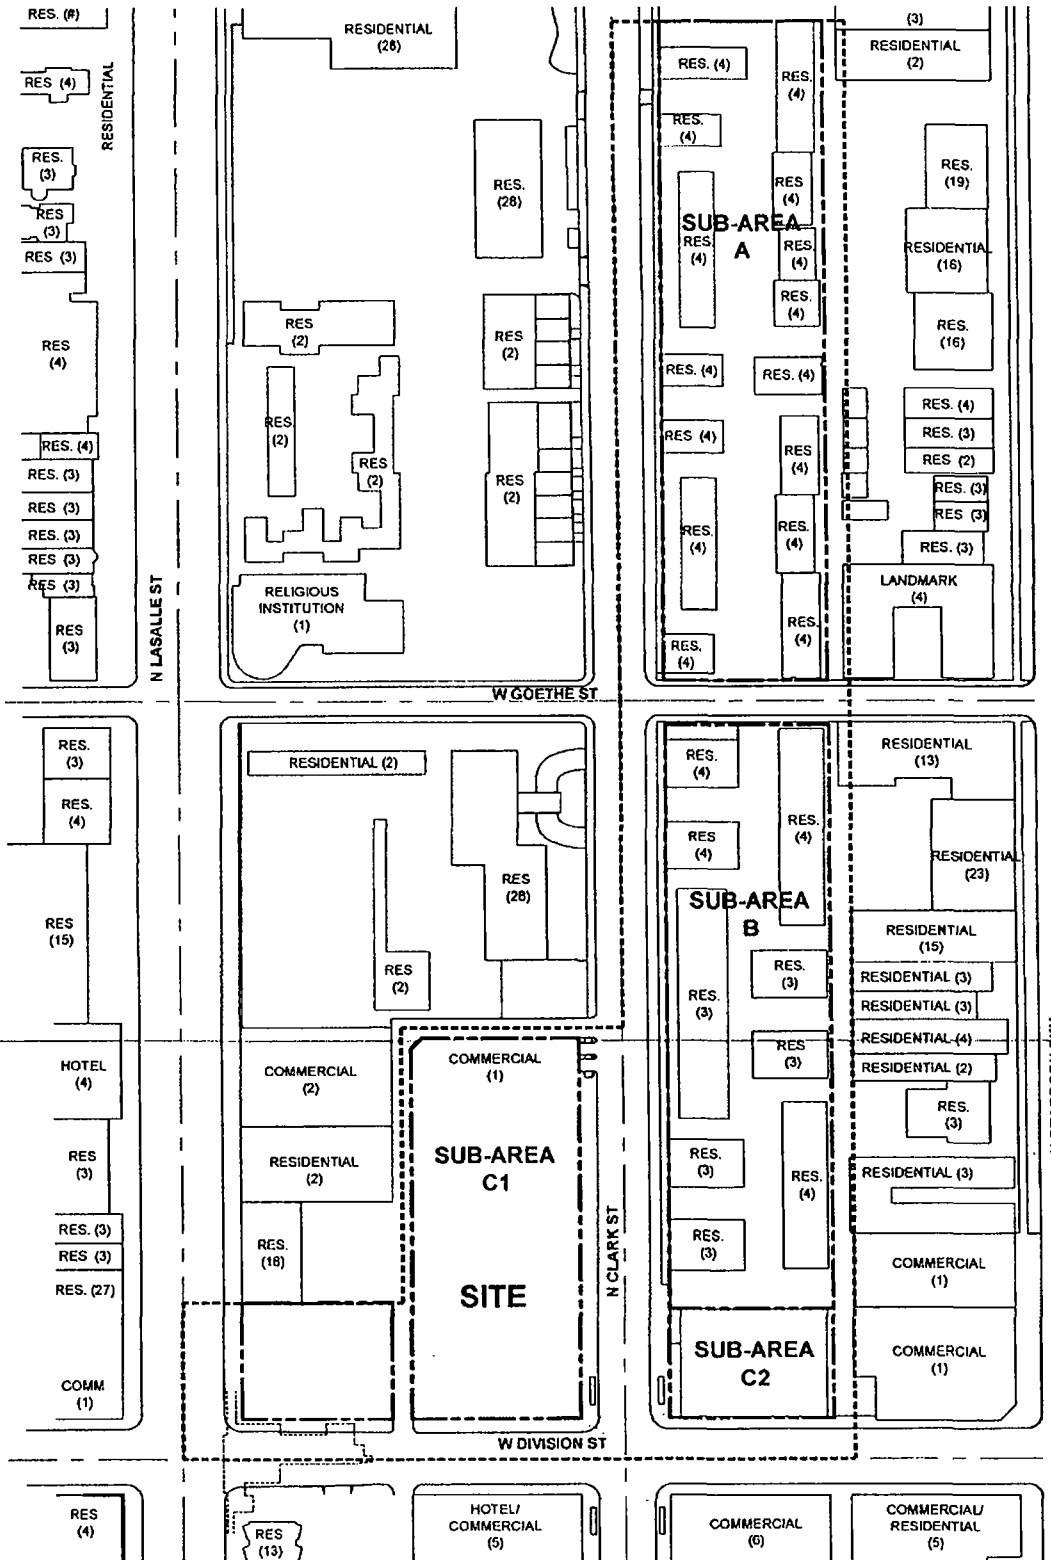 RES. (#)
RESIDENTIAL
(28)
(3)
RESIDENTIAL
(2)
RES. (4)
RES.
(4)
RES (4)
RESIDENTIAL
RES.
(4)
RES.
(3)
RES.
(28)
RES.
(19)
RES
(4)
RES
(3)
SUB-AREA
A
RES.
(4)
RES.
(4)
RES (3)
RESIDENTIAL
(16)
RES.
(4)
RES
(2)
RES
(4)
RES
(2)
RES.
(16)
RES. (4)
RES. (4)
RES. (4)
RES. (3)
RES (2)
RES.
(2)
RES (4)
RES. (4)
RES
(4)
RES
(2)
RES
(2)
RES. (3)
RES. (3)
RES (3)
RES (3)
RES. (3)
RES (3)
RES (3)
RES.
(4)
RES.
(4)
RES. (3)
LANDMARK
(4)
RELIGIOUS
INSTITUTION
(1)
N LASALLE ST
RES
(3)
RES.
(4)
RES.
(4)
W GOETHE ST
RES.
(3)
RESIDENTIAL (2)
RES.
(4)
RESIDENTIAL
(13)
RES.
(4)
RES.
(4)
RES
(4)
RESIDENTIAL
(23)
RES
(28)
SUB-AREA
B
RES
(15)
RESIDENTIAL
(15)
RES
(2)
RES.
(3)
RES.
(3)
RESIDENTIAL (3)
RESIDENTIAL (3)
RESIDENTIAL (4)
RESIDENTIAL (2)
HOTEL
(4)
COMMERCIAL
(2)
COMMERCIAL
(1)
RES
(3)
RES.
(3)
RES
(3)
RESIDENTIAL
(2)
SUB-AREA
C1
RES.
(3)
RES.
(4)
RESIDENTIAL (3)
RES. (3)
RES (3)
RES. (27)
RES.
(18)
SITE
N CLARK ST
RES.
(3)
COMMERCIAL
(1)
COMM
(1)
SUB-AREA
C2
COMMERCIAL
(1)
W DIVISION ST
RES
(4)
RES
(13)
HOTEL/
COMMERCIAL
(5)
COMMERCIAL
(6)
COMMERCIAL/
RESIDENTIAL
(5)